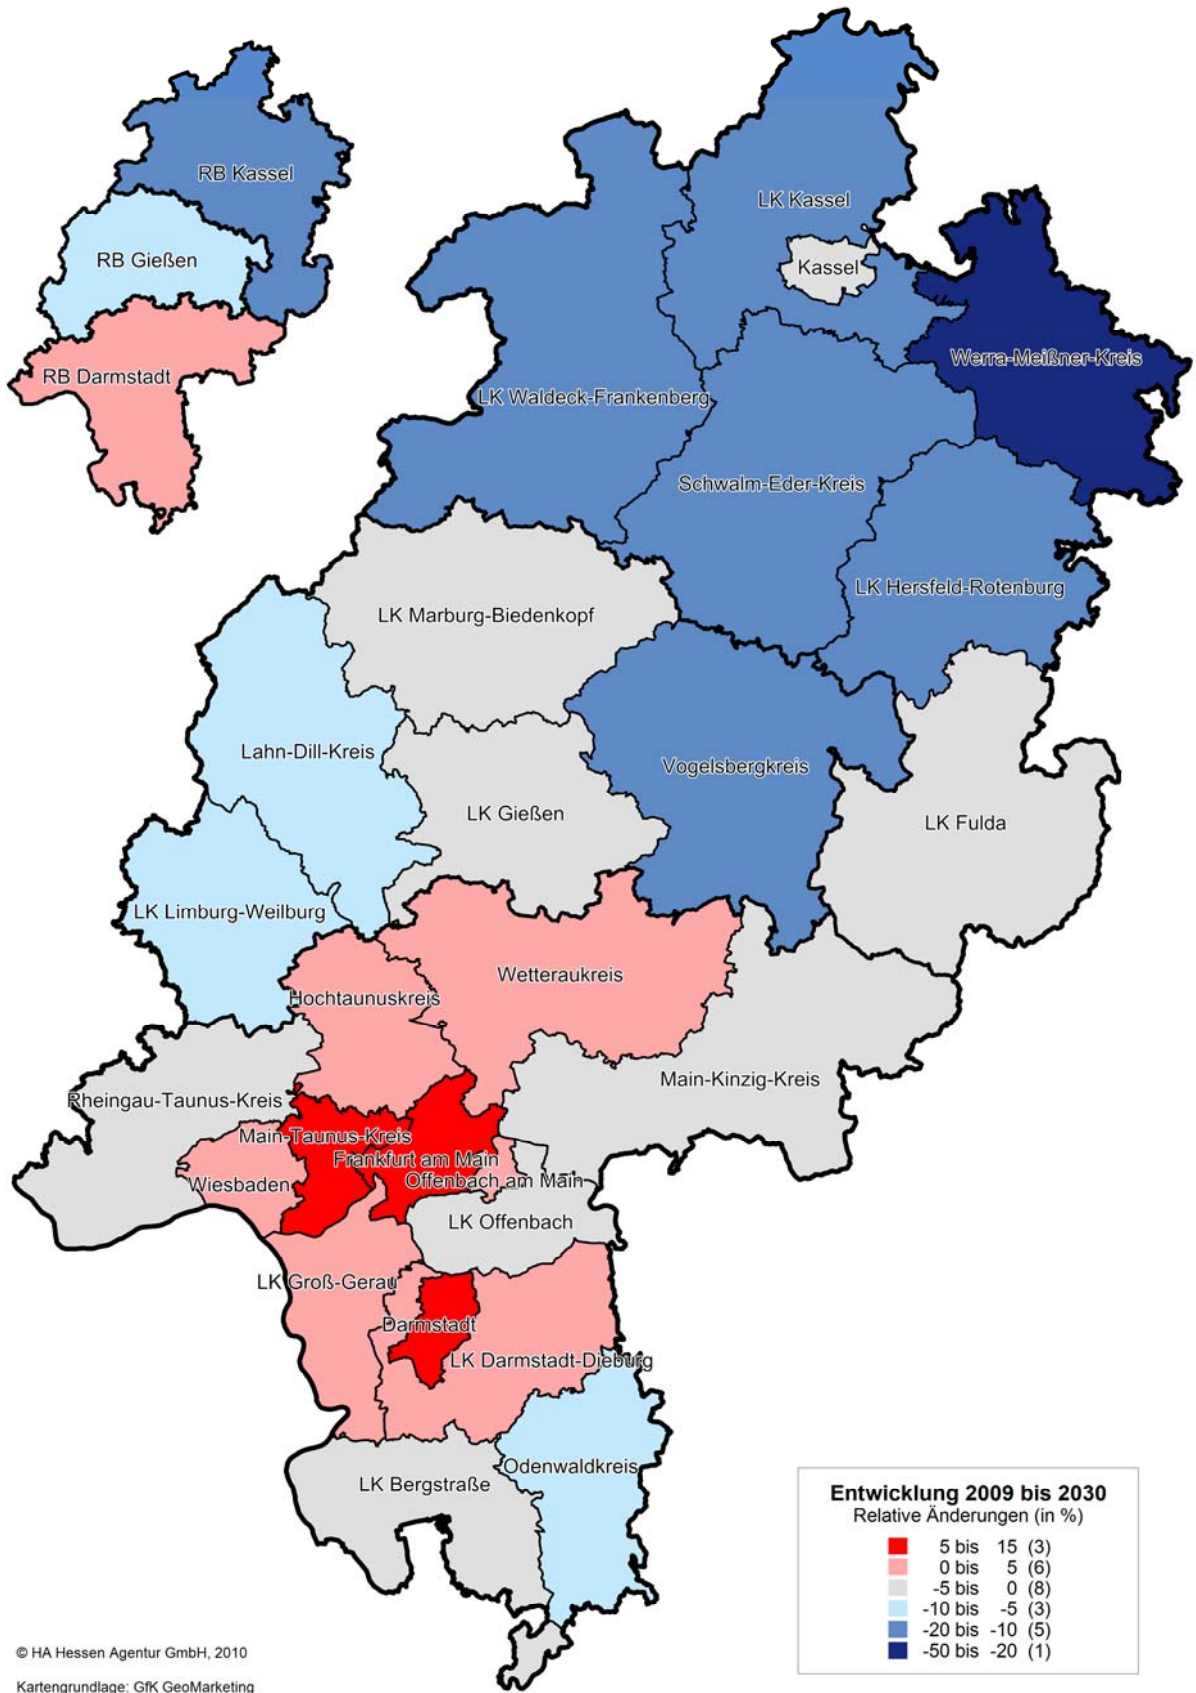 RB Kassel
RB Gießen
RB Darmstadt
LK Kassel
Kassel
Werra-Meißner-Kreis
LK Waldeck-Frankenberg
Schwalm-Eder-Kreis
LK Hersfeld-Rotenburg
LK Marburg-Biedenkopf
Lahn-Dill-Kreis
Vogelsbergkreis
LK Gießen
LK Fulda
LK Limburg-Weilburg
Wetteraukreis
Hochtaunuskreis
Main-Kinzig-Kreis
Rheingau-Taunus-Kreis
Main-Taunus-Kreis
Frankfurt am Main
Offenbach am Main
Wiesbaden
LK Offenbach
LK Groß-Gerau
Darmstadt
LK Darmstadt-Dieburg
Odenwaldkreis
LK Bergstraße
Entwicklung 2009 bis 2030
Relative Änderungen (in %)
5 bis 15 (3)
0 bis 5 (6)
-5 bis 0 (8)
-10 bis -5 (3)
-20 bis -10 (5)
-50 bis -20 (1)
© HA Hessen Agentur GmbH, 2010
Kartengrundlage: GfK GeoMarketing